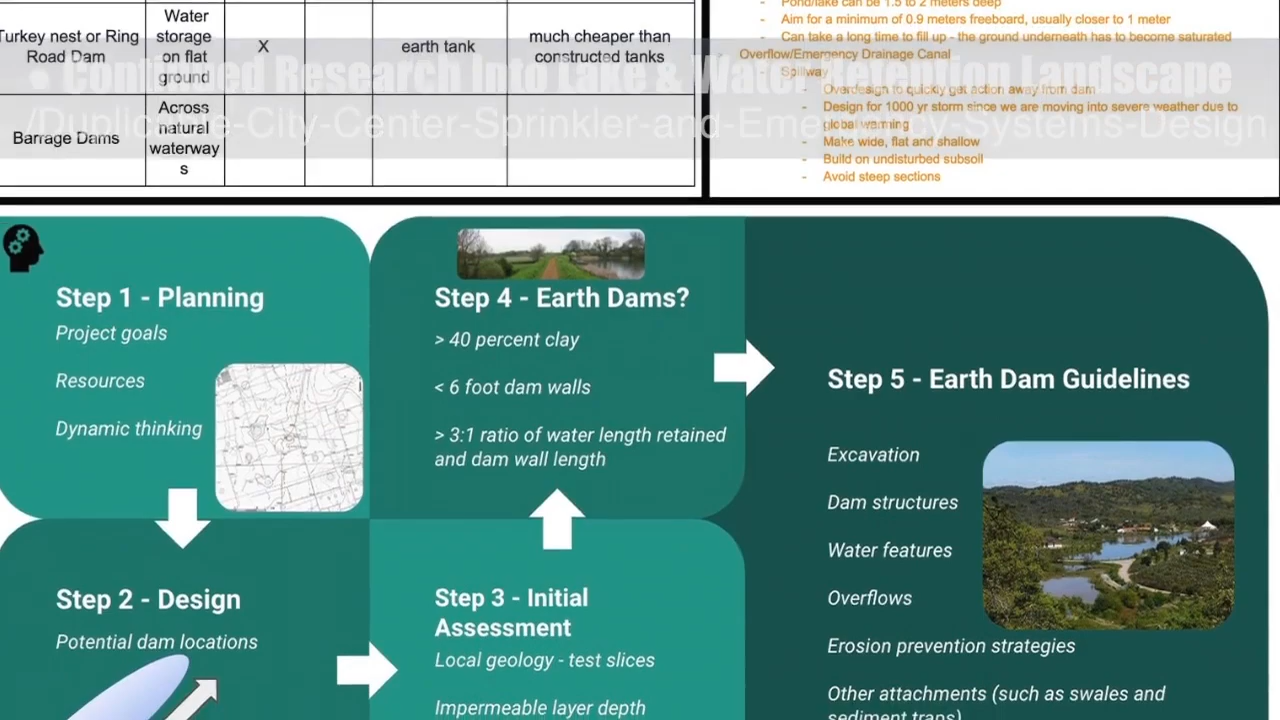 Turkey nest or Ring
Road Dam
Water
storage
on flat
ground
X
earth tank
much cheaper than
constructed tanks
Barrage Dams
Across
natural
waterway
s
- Pond/lake can be 1.5 to 2 meters deep
- Aim for a minimum of 0.9 meters freeboard, usually closer to 1 meter
- Can take a long time to fill up - the ground underneath has to become saturated
Overflow/Emergency Drainage Canal
- Spillway
- Overdesign to quickly get action away from dam
- Design for 1000 yr storm since we are moving into severe weather due to
global warming
- Make wide, flat and shallow
- Build on undisturbed subsoil
- Avoid steep sections
• Continued Research Into Lake & Water Retention Landscape
/Duplicable-City-Center Sprinkler-and-Emergency-Systems-Design
Step 1 - Planning
Project goals
Resources
Dynamic thinking
Step 2 - Design
Potential dam locations
Step 3 - Initial
Assessment
Local geology - test slices
Impermeable layer depth
Step 4 - Earth Dams?
> 40 percent clay
< 6 foot dam walls
> 3:1 ratio of water length retained
and dam wall length
Step 5 - Earth Dam Guidelines
Excavation
Dam structures
Water features
Overflows
Erosion prevention strategies
Other attachments (such as swales and
sediment traps)